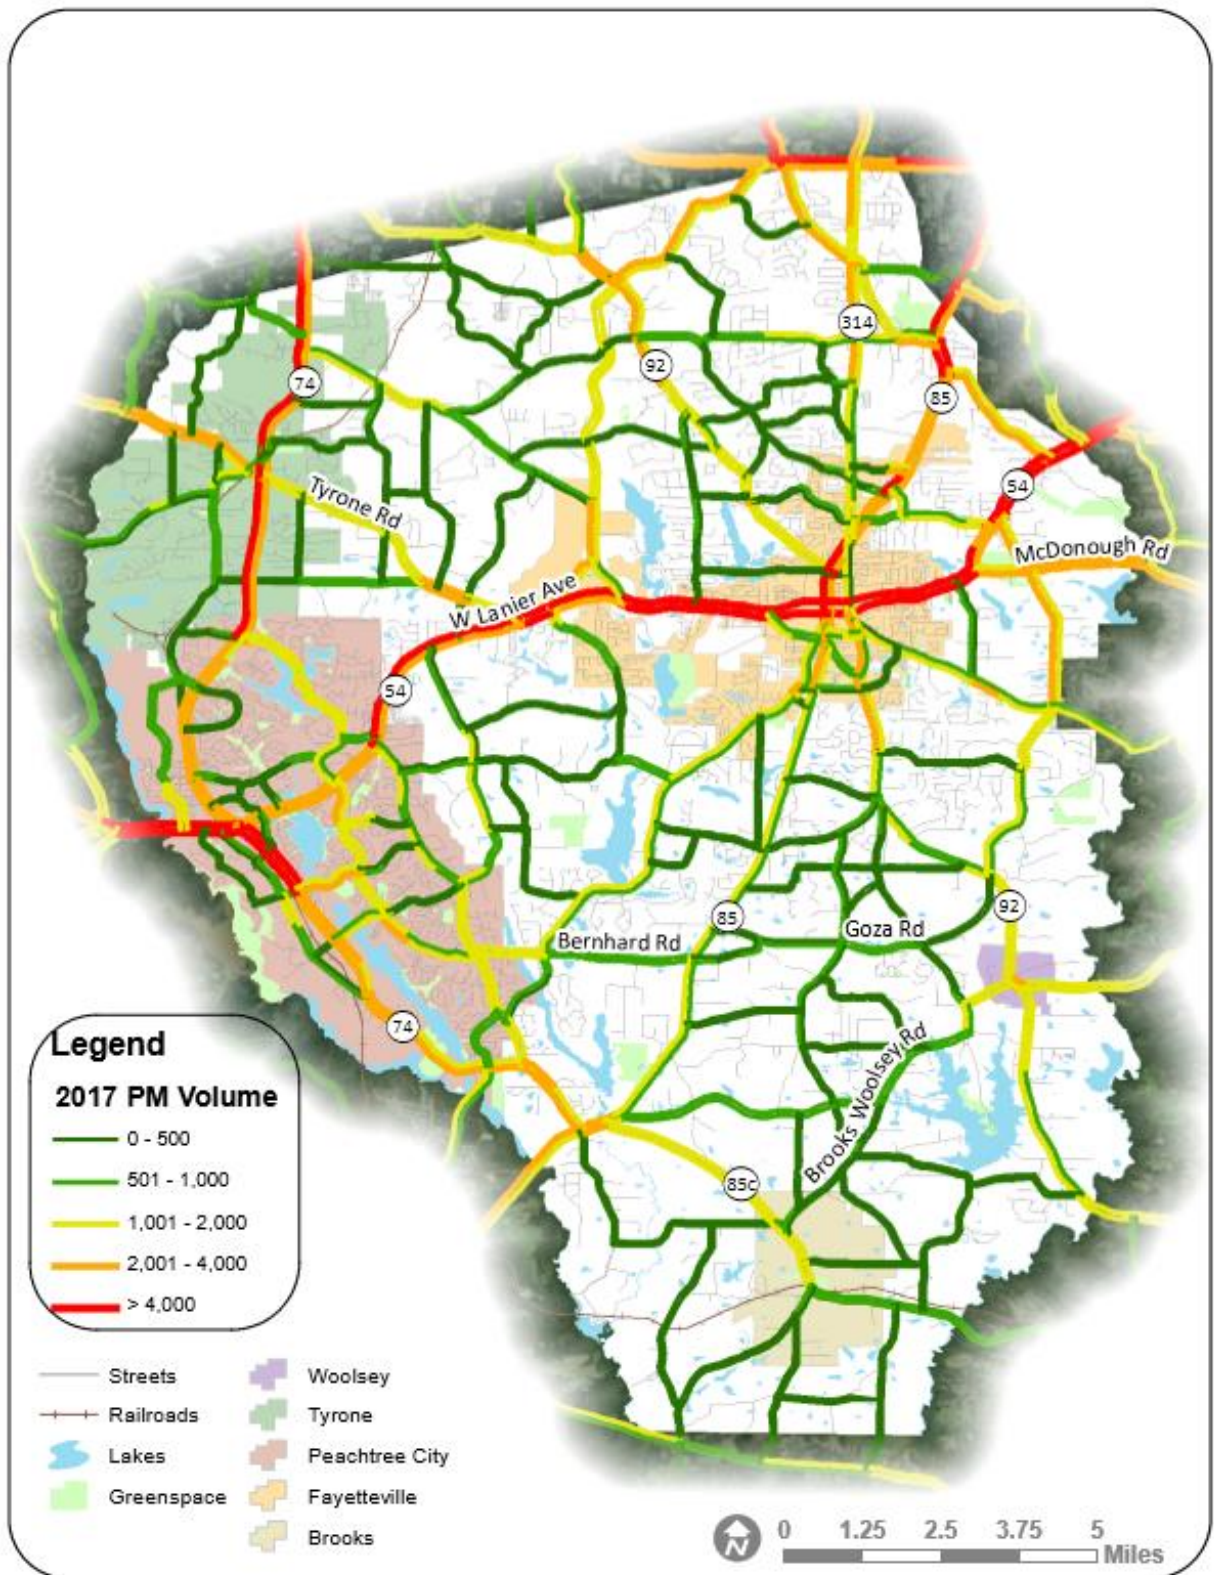 314
92
74
85
54
Tyrone Rd
McDonough Rd
W Lanier Ave
54
85
92
Goza Rd
Bernhard Rd
74
Brooks Woolsey Rd
85c
Legend
2017 PM Volume
0 - 500
501 - 1,000
1,001 - 2,000
2,001 - 4,000
> 4,000
Streets
Railroads
Lakes
Greenspace
Woolsey
Tyrone
Peachtree City
Fayetteville
Brooks
N
0 1.25 2.5 3.75 5
Miles